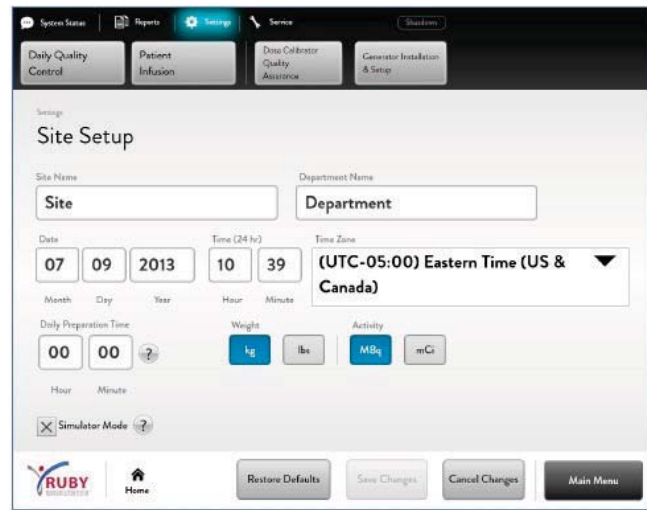 System Status Reports Settings Service Shutdown
Daily Quality Control
Patient Infusion
Dose Calibrator Quality Assurance
Generator Installation & Setup
Settings
Site Setup
Site Name Department Name
Site Department
Date Time (24 hr) Time Zone
07 09 2013 10 39 (UTC-05:00) Eastern Time (US &
Canada)
Month Day Year Hour Minute
Daily Preparation Time Weight Activity
00 00 ? kg lbs MBq mCi
Hour Minute
Simulator Mode ?
RUBY
Home
Restore Defaults Save Changes Cancel Changes Main Menu